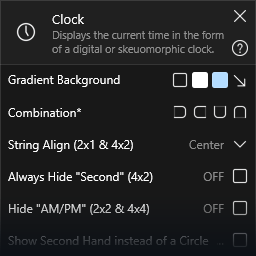 Clock
Displays the current time in the form
of a digital or skeuomorphic clock.
Gradient Background
Combination*
String Align (2x1 & 4x2) Center
Always Hide "Second" (4x2) OFF
Hide "AM/PM" (2x2 & 4x4) OFF
Show Second Hand instead of a Circle ...